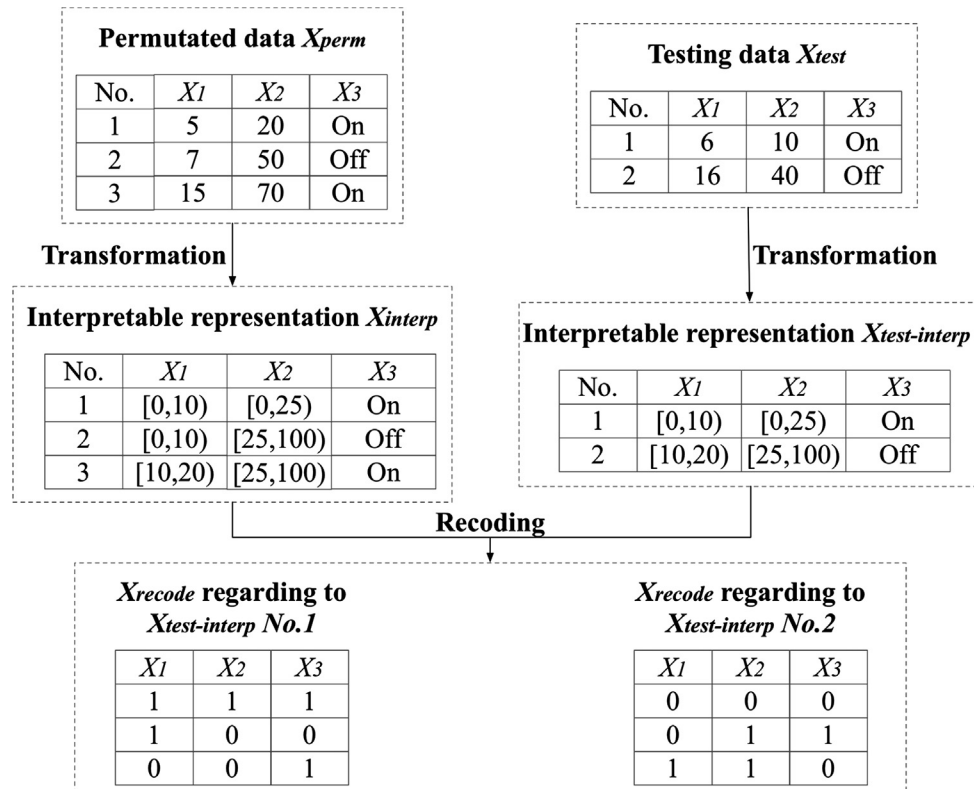 Permutated data Xperm
No. X1 X2 X3
1 5 20 On
2 7 50 Off
3 15 70 On
Testing data Xtest
No. X1 X2 X3
1 6 10 On
2 16 40 Off
Transformation
Transformation
Interpretable representation Xinterp
No. X1 X2 X3
1 [0,10) [0,25) On
2 [0,10) [25,100) Off
3 [10,20) [25,100) On
Interpretable representation Xtest-interp
No. X1 X2 X3
1 [0,10) [0,25) On
2 [10,20) [25,100) Off
Recoding
Xrecode regarding to
Xtest-interp No.1
X1 X2 X3
1 1 1
1 0 0
0 0 1
Xrecode regarding to
Xtest-interp No.2
X1 X2 X3
0 0 0
0 1 1
1 1 0